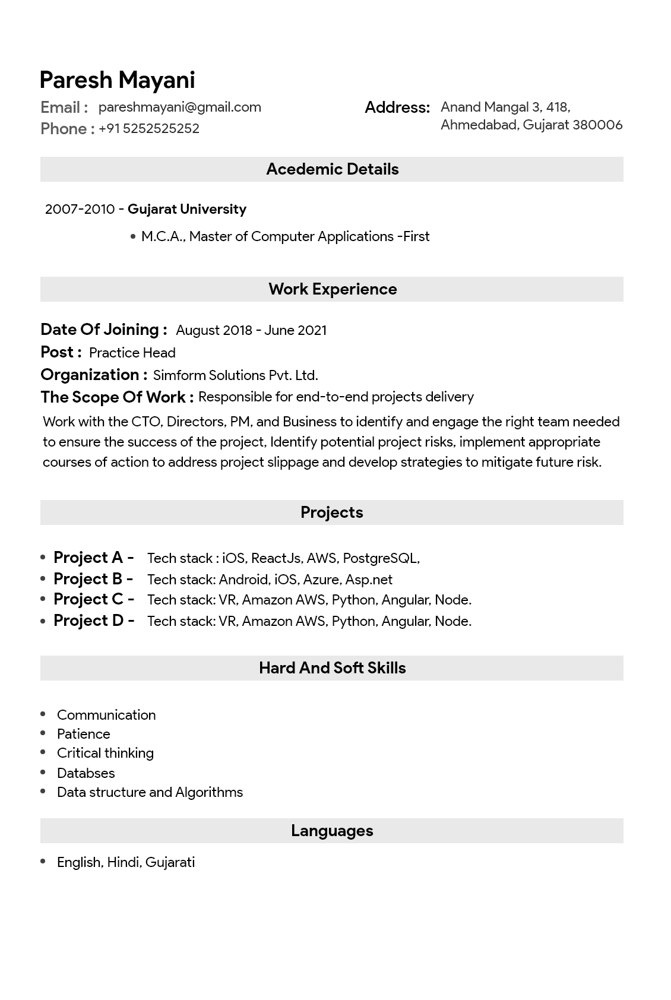 Paresh Mayani
Email : pareshmayani@gmail.com
Phone : +91 5252525252
Address: Anand Mangal 3, 418,
Ahmedabad, Gujarat 380006
Acedemic Details
2007-2010 - Gujarat University
• M.C.A., Master of Computer Applications -First
Work Experience
Date Of Joining : August 2018 - June 2021
Post : Practice Head
Organization : Simform Solutions Pvt. Ltd.
The Scope Of Work : Responsible for end-to-end projects delivery
Work with the CTO, Directors, PM, and Business to identify and engage the right team needed
to ensure the success of the project, Identify potential project risks, implement appropriate
courses of action to address project slippage and develop strategies to mitigate future risk.
Projects
• Project A - Tech stack : iOS, ReactJs, AWS, PostgreSQL,
• Project B - Tech stack: Android, iOS, Azure, Asp.net
• Project C - Tech stack: VR, Amazon AWS, Python, Angular, Node.
• Project D - Tech stack: VR, Amazon AWS, Python, Angular, Node.
Hard And Soft Skills
• Communication
• Patience
• Critical thinking
• Databses
• Data structure and Algorithms
Languages
• English, Hindi, Gujarati